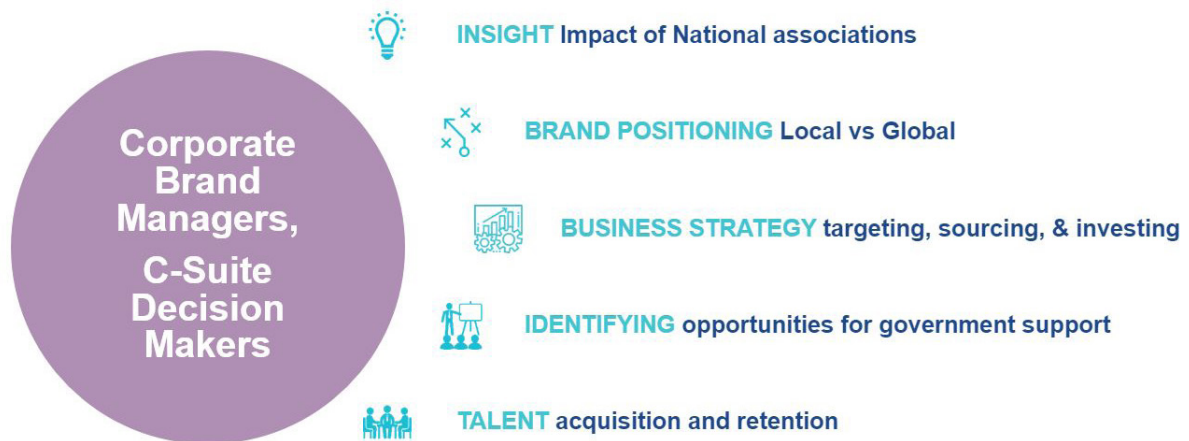 Corporate
Brand
Managers,
C-Suite
Decision
Makers
INSIGHT Impact of National associations
BRAND POSITIONING Local vs Global
BUSINESS STRATEGY targeting, sourcing, & investing
IDENTIFYING opportunities for government support
TALENT acquisition and retention